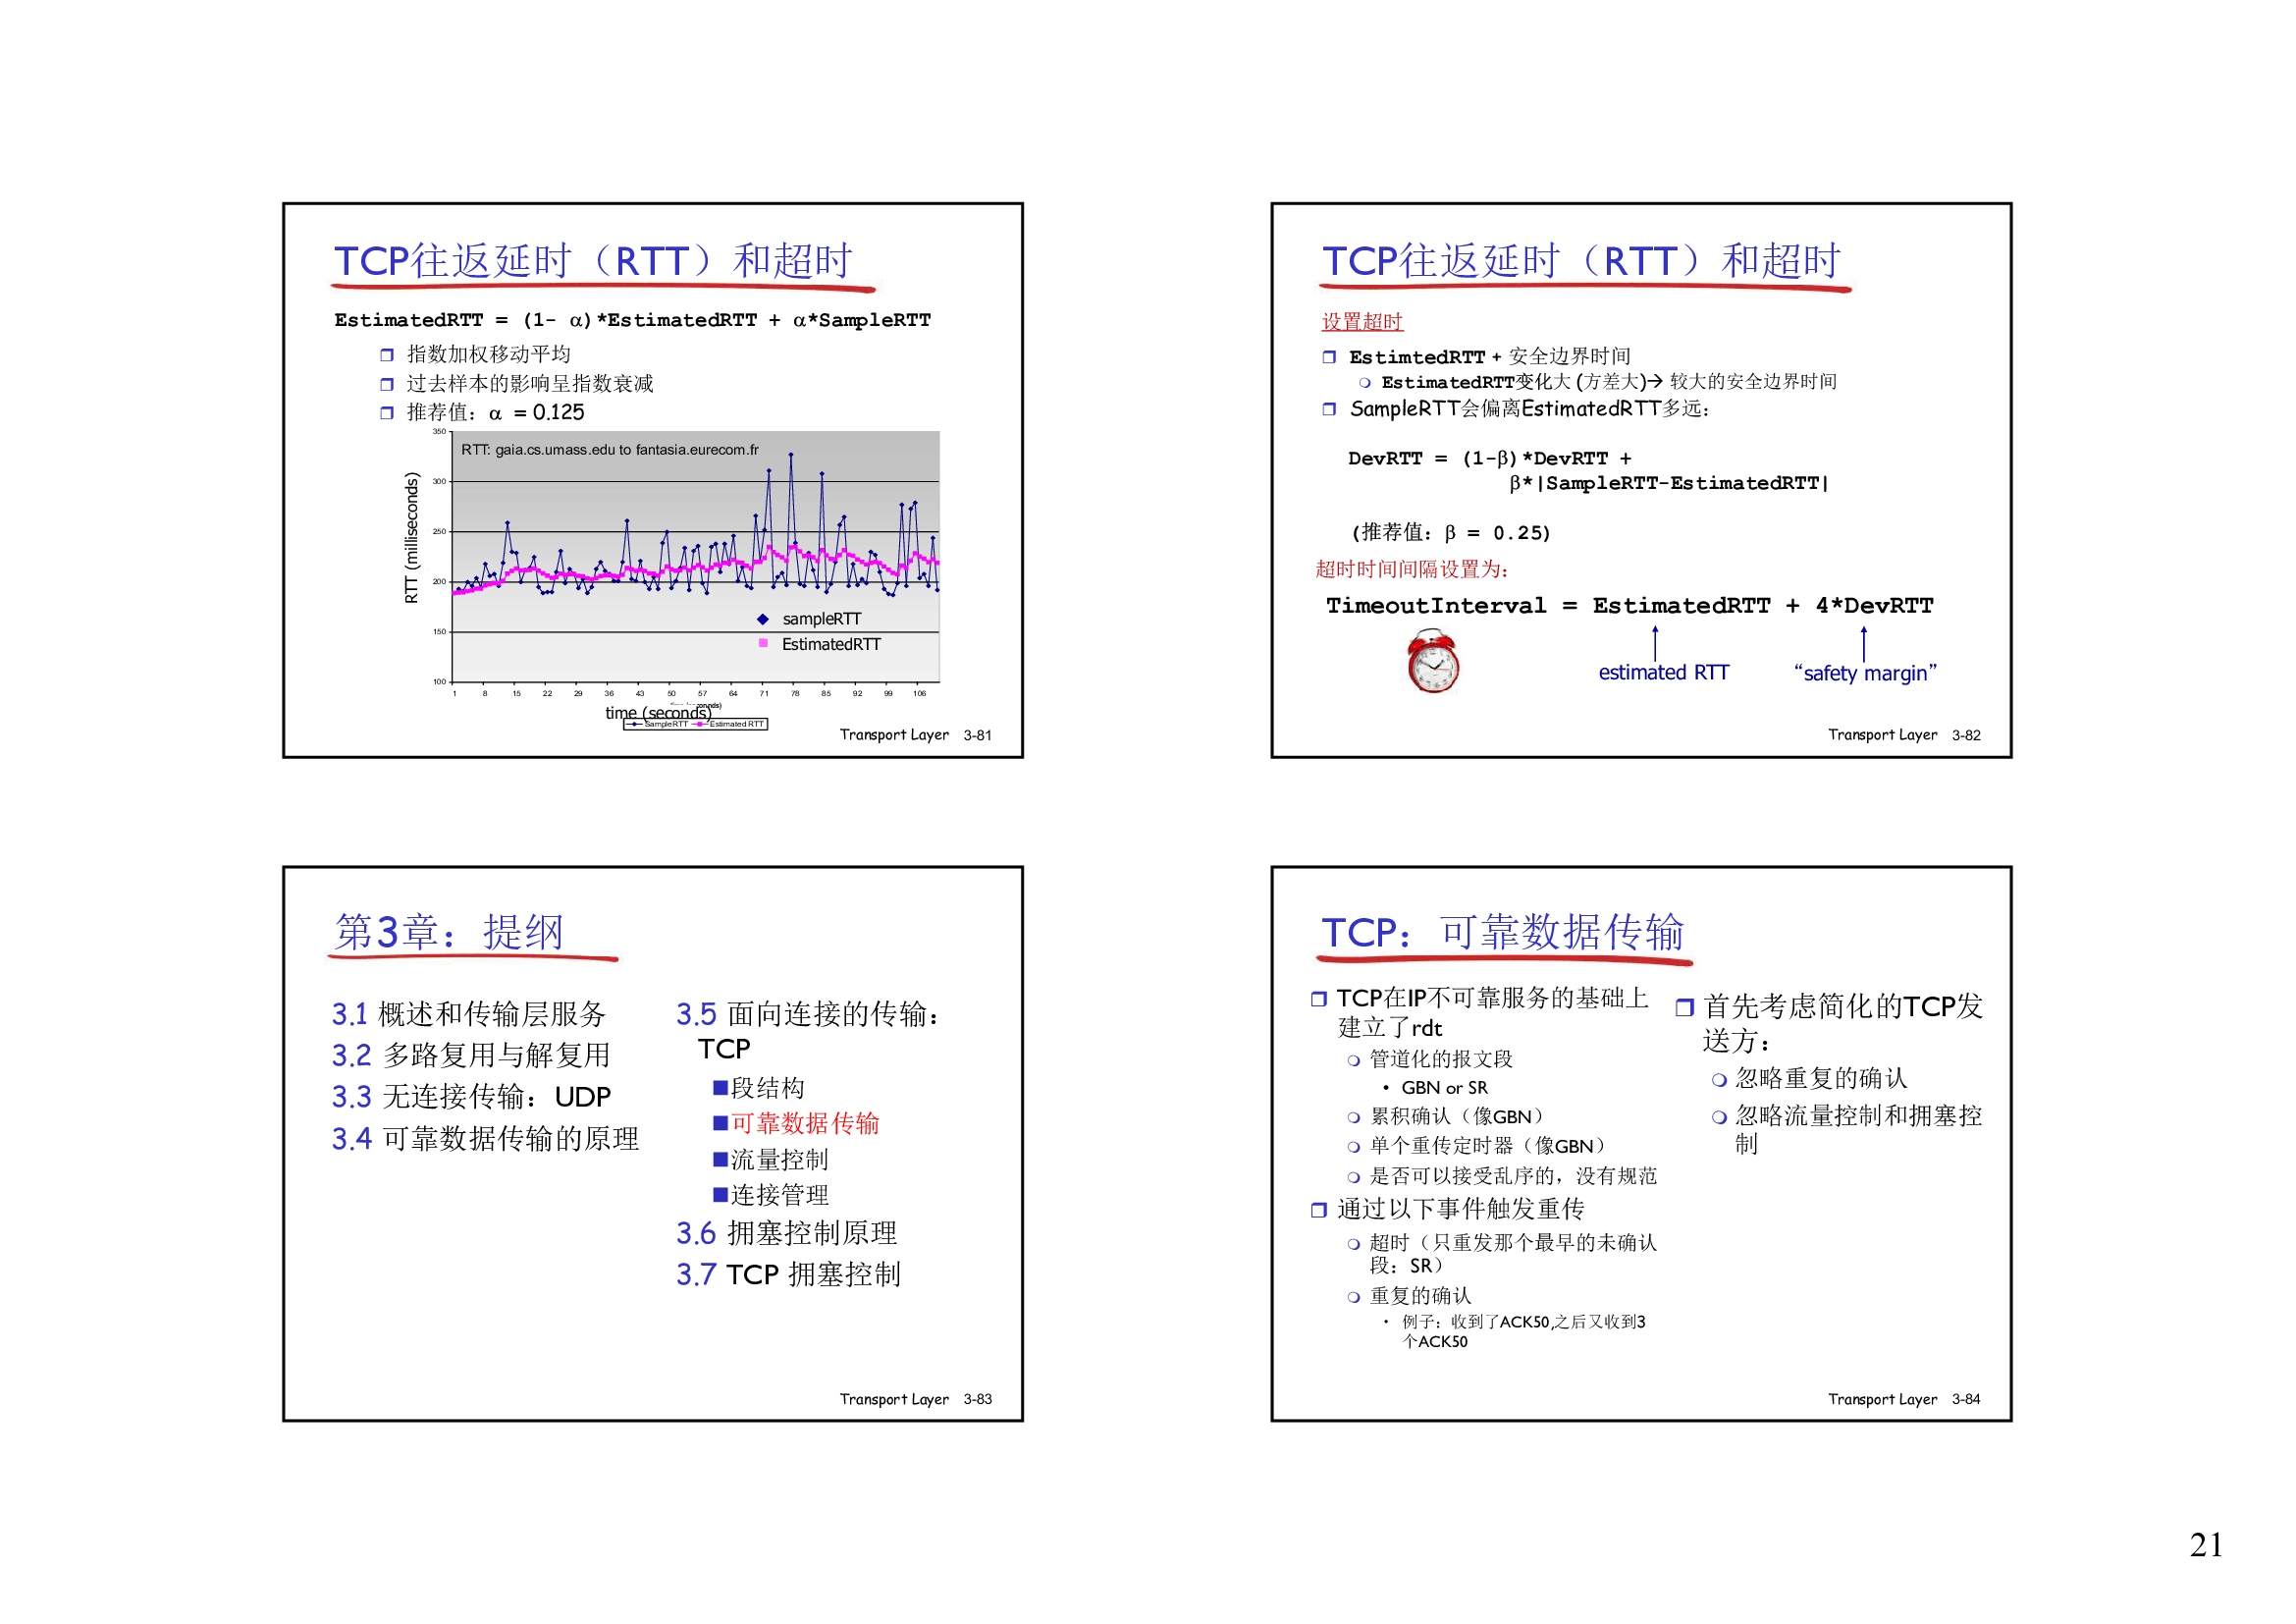 TCP往返延时（RTT）和超时
EstimatedRTT = (1- α)*EstimatedRTT + α*SampleRTT
指数加权移动平均
过去样本的影响呈指数衰减
推荐值：α = 0.125
RTT: gaia.cs.umass.edu to fantasia.eurecom.fr
350
300
250
200
150
100
RTT (milliseconds)
sampleRTT
EstimatedRTT
1 8 15 22 29 36 43 50 57 64 71 78 85 92 99 106
time (seconds)
SampleRTT Estimated RTT
Transport Layer 3-81
TCP往返延时（RTT）和超时
设置超时
EstimtedRTT + 安全边界时间
EstimatedRTT变化大 (方差大)→ 较大的安全边界时间
SampleRTT会偏离EstimatedRTT多远：
DevRTT = (1-β)*DevRTT +
β*|SampleRTT-EstimatedRTT|
(推荐值：β = 0.25)
超时时间间隔设置为：
TimeoutInterval = EstimatedRTT + 4*DevRTT
estimated RTT “safety margin”
Transport Layer 3-82
第3章：提纲
3.1 概述和传输层服务
3.2 多路复用与解复用
3.3 无连接传输：UDP
3.4 可靠数据传输的原理
3.5 面向连接的传输：
TCP
段结构
可靠数据传输
流量控制
连接管理
3.6 拥塞控制原理
3.7 TCP 拥塞控制
Transport Layer 3-83
TCP：可靠数据传输
TCP在IP不可靠服务的基础上
建立了rdt
管道化的报文段
• GBN or SR
累积确认（像GBN）
单个重传定时器（像GBN）
是否可以接受乱序的，没有规范
通过以下事件触发重传
超时（只重发那个最早的未确认
段：SR）
重复的确认
• 例子：收到了ACK50,之后又收到3
个ACK50
首先考虑简化的TCP发
送方：
忽略重复的确认
忽略流量控制和拥塞控
制
Transport Layer 3-84
21